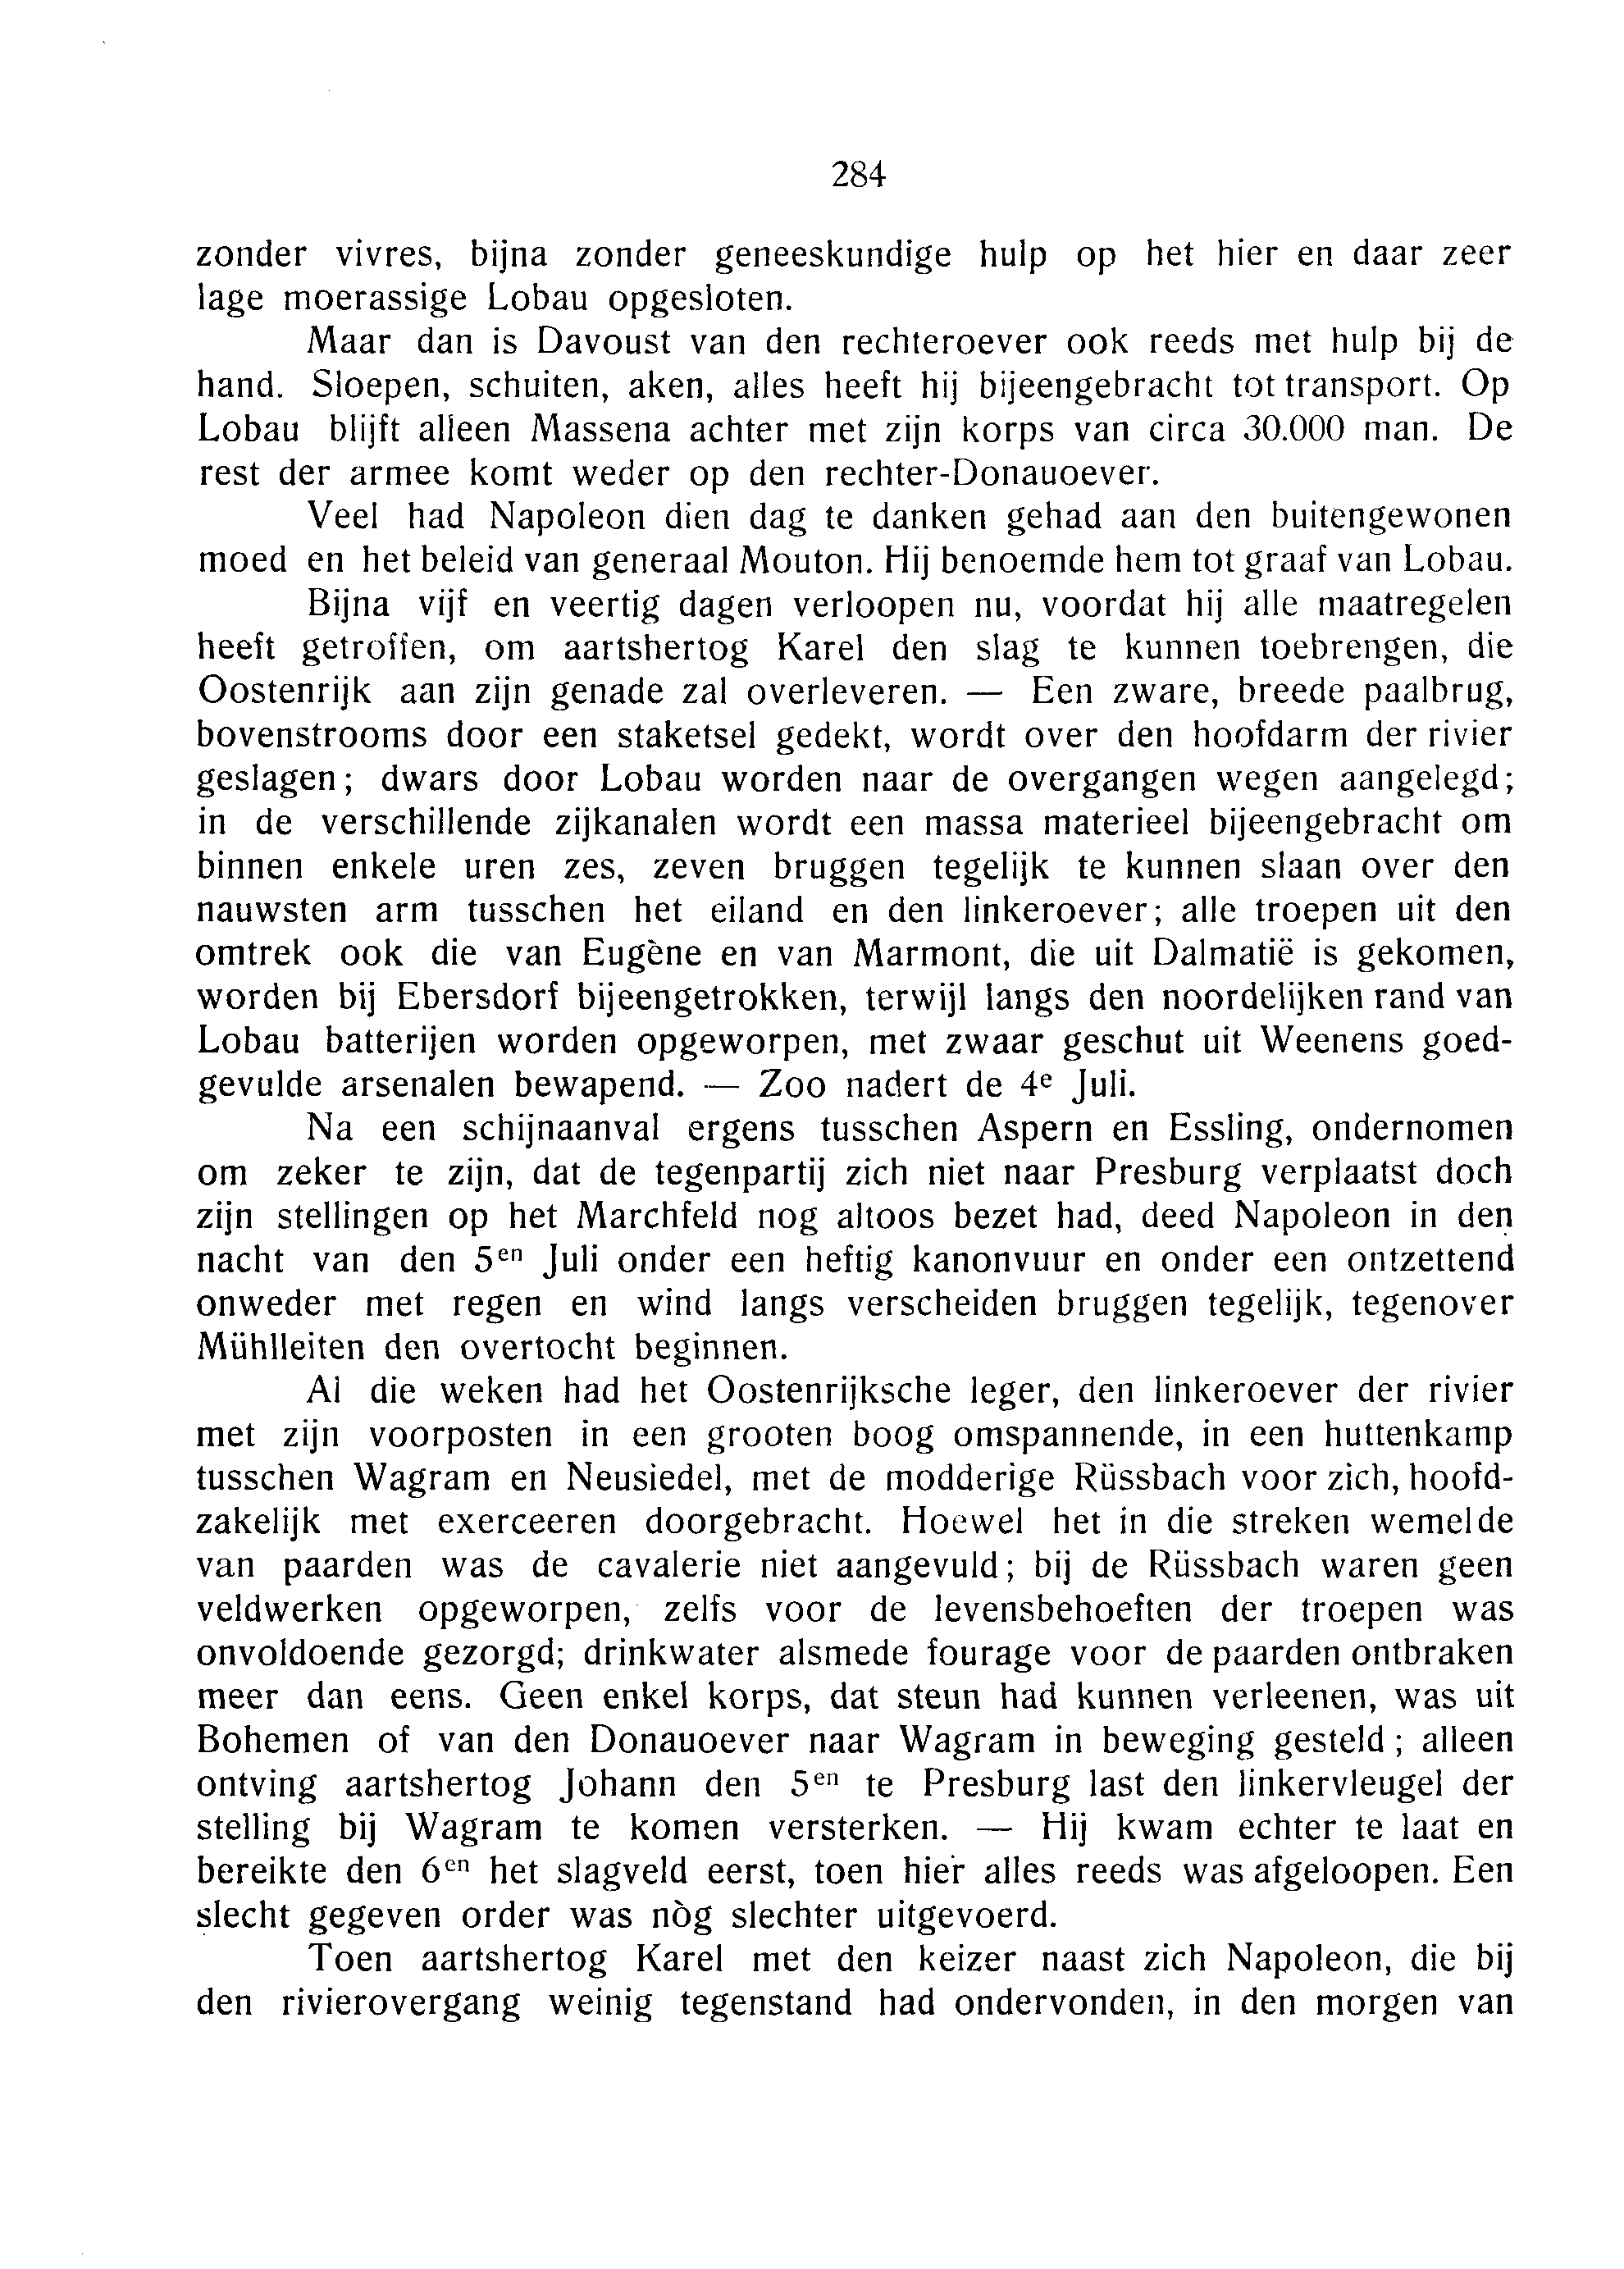 284
zonder vivres, bijna zonder geneeskundige hulp op het hier en daar zeer
lage moerassige Lobau opgesloten.
Maar dan is Davoust van den rechteroever ook reeds met hulp bij de
hand. Sloepen, schuiten, aken, alles heeft hij bijeengebracht tot transport. Op
Lobau blijft alleen Massena achter met zijn korps van circa 30.000 man. De
rest der armee komt weder op den rechter-Donauoever.
Veel had Napoleon dien dag te danken gehad aan den buitengewonen
moed en het beleid van generaal Mouton. Hij benoemde hem tot graaf van Lobau.
Bijna vijf en veertig dagen verloopen nu, voordat hij alle maatregelen
heeft getroffen, om aartshertog Karel den slag te kunnen toebrengen, die
Oostenrijk aan zijn genade zal overleveren. — Een zware, breede paalbrug,
bovenstrooms door een staketsel gedekt, wordt over den hoofdarm der rivier
geslagen; dwars door Lobau worden naar de overgangen wegen aangelegd;
in de verschillende zijkanalen wordt een massa materieel bijeengebracht om
binnen enkele uren zes, zeven bruggen tegelijk te kunnen slaan over den
nauwsten arm tusschen het eiland en den linkeroever; alle troepen uit den
omtrek ook die van Eugène en van Marmont, die uit Dalmatië is gekomen,
worden bij Ebersdorf bijeengetrokken, terwijl langs den noordelijken rand van
Lobau batterijen worden opgeworpen, met zwaar geschut uit Weenens goed-
gevulde arsenalen bewapend. — Zoo nadert de 4e Juli.
Na een schijnaanval ergens tusschen Aspern en Essling, ondernomen
om zeker te zijn, dat de tegenpartij zich niet naar Presburg verplaatst doch
zijn stellingen op het Marchfeld nog altoos bezet had, deed Napoleon in den
nacht van den 5en Juli onder een heftig kanonvuur en onder een ontzettend
onweder met regen en wind langs verscheiden bruggen tegelijk, tegenover
Mühlleiten den overtocht beginnen.
Al die weken had het Oostenrijksche leger, den linkeroever der rivier
met zijn voorposten in een grooten boog omspannende, in een huttenkamp
tusschen Wagram en Neusiedel, met de modderige Rüssbach voor zich, hoofd-
zakelijk met exerceeren doorgebracht. Hoewel het in die streken wemelde
van paarden was de cavalerie niet aangevuld; bij de Rüssbach waren geen
veldwerken opgeworpen, zelfs voor de levensbehoeften der troepen was
onvoldoende gezorgd; drinkwater alsmede fourage voor de paarden ontbraken
meer dan eens. Geen enkel korps, dat steun had kunnen verleenen, was uit
Bohemen of van den Donauoever naar Wagram in beweging gesteld; alleen
ontving aartshertog Johann den 5en te Presburg last den linkervleugel der
stelling bij Wagram te komen versterken. — Hij kwam echter te laat en
bereikte den 6en het slagveld eerst, toen hier alles reeds was afgeloopen. Een
slecht gegeven order was nòg slechter uitgevoerd.
Toen aartshertog Karel met den keizer naast zich Napoleon, die bij
den rivierovergang weinig tegenstand had ondervonden, in den morgen van